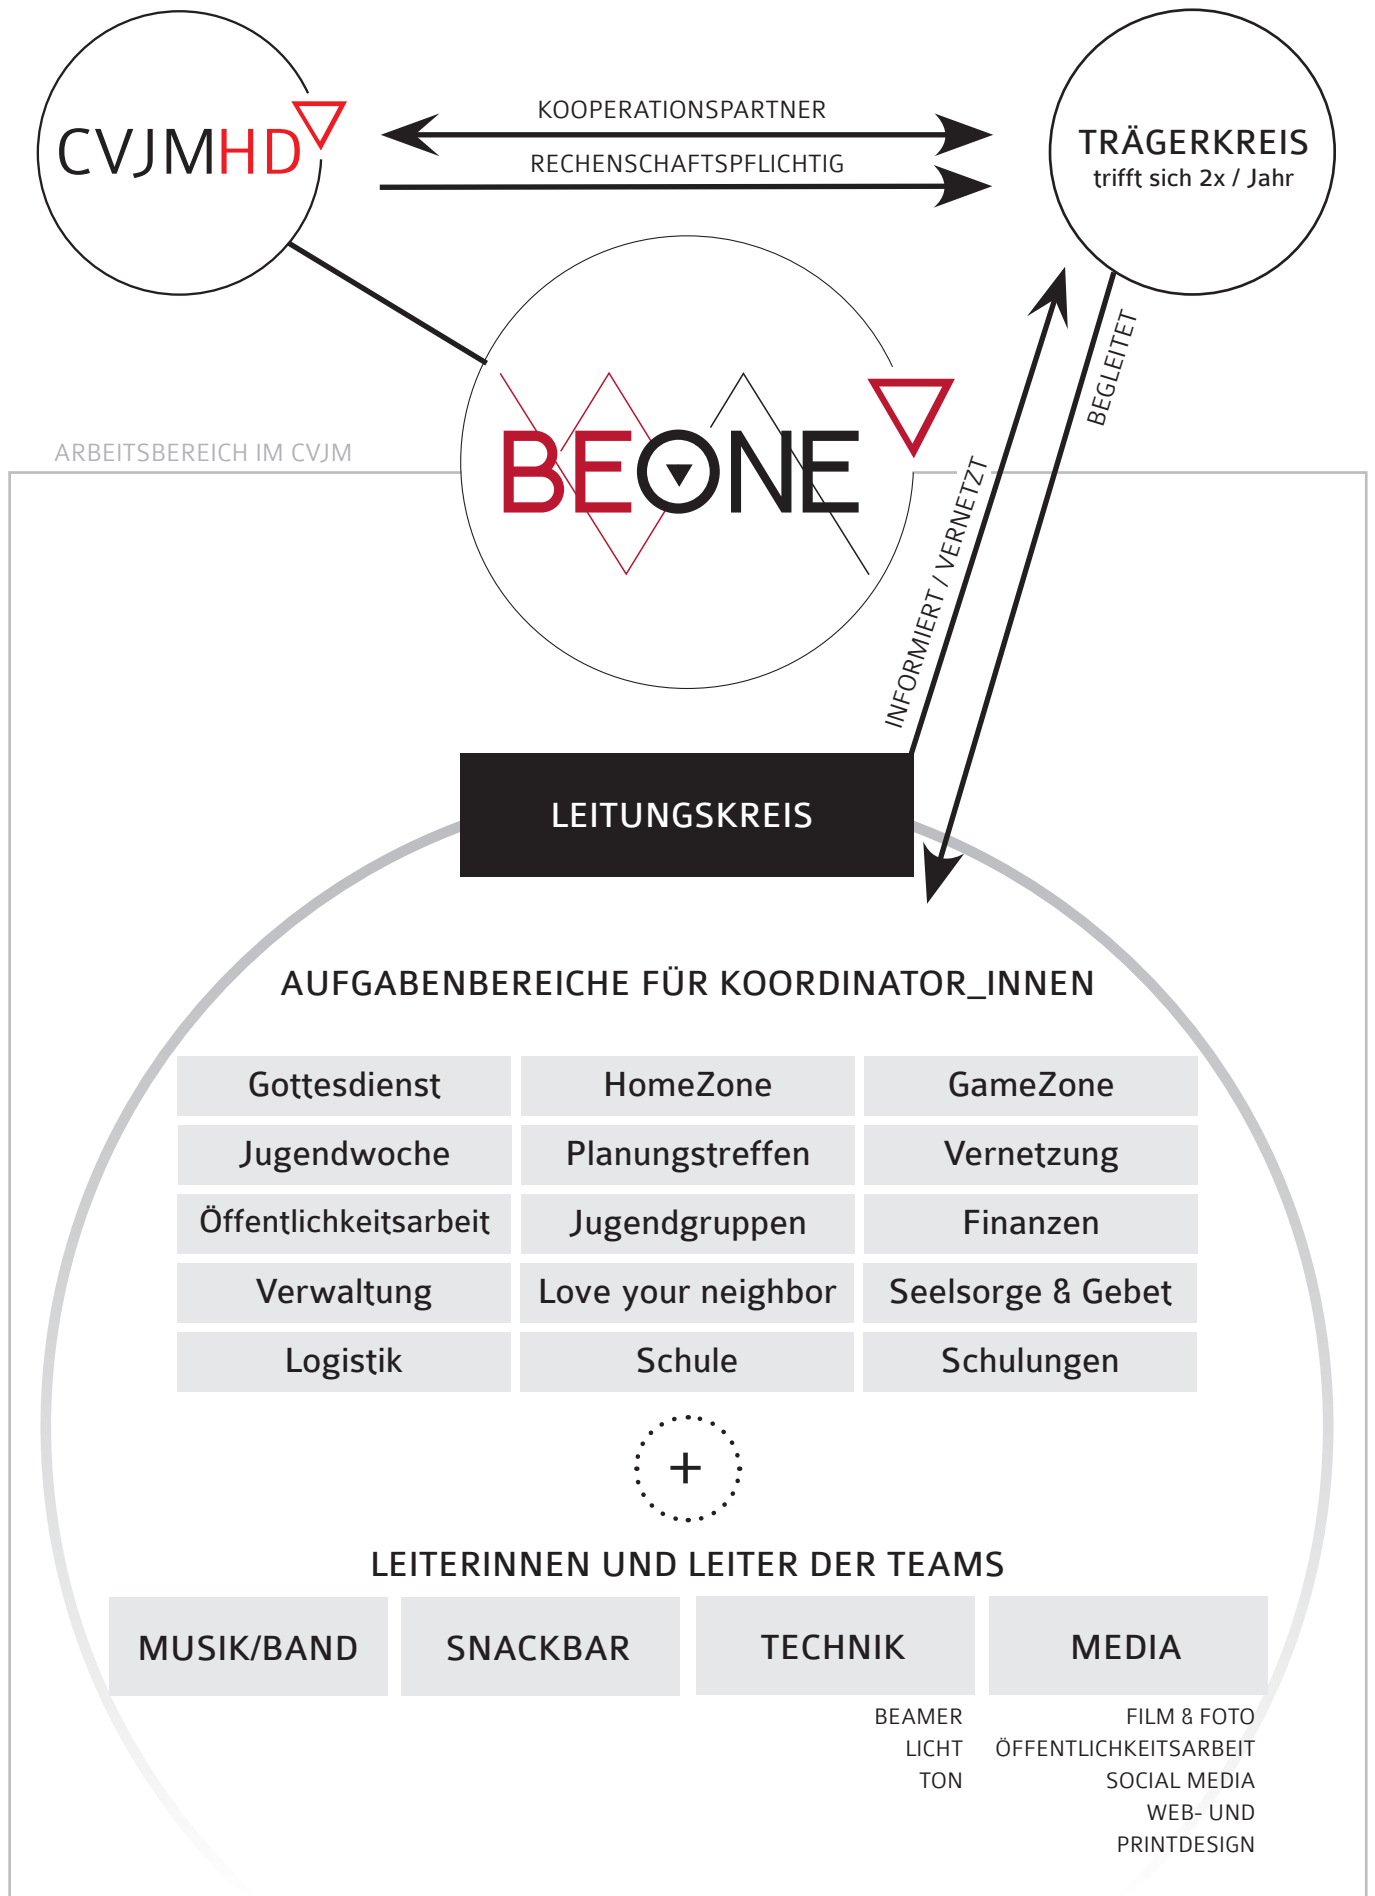 CVJMHD
KOOPERATIONSPARTNER
RECHENSCHAFTSPFLICHTIG
TRÄGERKREIS
trifft sich 2x / Jahr
BEGLEITET
INFORMIERT / VERNETZT
ARBEITSBEREICH IM CVJM
BEONE
LEITUNGSKREIS
AUFGABENBEREICHE FÜR KOORDINATOR_INNEN
Gottesdienst HomeZone GameZone
Jugendwoche Planungstreffen Vernetzung
Öffentlichkeitsarbeit Jugendgruppen Finanzen
Verwaltung Love your neighbor Seelsorge & Gebet
Logistik Schule Schulungen
+
LEITERINNEN UND LEITER DER TEAMS
MUSIK/BAND SNACKBAR TECHNIK MEDIA
BEAMER
LICHT
TON
FILM & FOTO
ÖFFENTLICHKEITSARBEIT
SOCIAL MEDIA
WEB- UND
PRINTDESIGN